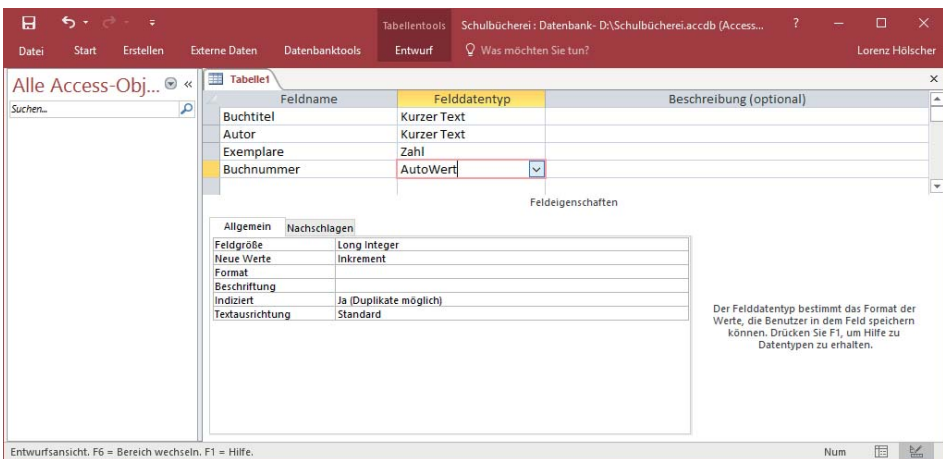 Tabellentools
Schulbücherei : Datenbank- D:\Schulbücherei.accdb (Access...
?
Datei
Start
Erstellen
Externe Daten
Datenbanktools
Entwurf
Was möchten Sie tun?
Lorenz Hölscher
Alle Access-Obj...
«
Suchen...
Tabelle1
Feldname Felddatentyp Beschreibung (optional)
Buchtitel Kurzer Text
Autor Kurzer Text
Exemplare Zahl
Buchnummer AutoWert
Feldeigenschaften
Allgemein Nachschlagen
Feldgröße Long Integer
Neue Werte Inkrement
Format
Beschriftung
Indiziert Ja (Duplikate möglich)
Textausrichtung Standard
Der Felddatentyp bestimmt das Format der
Werte, die Benutzer in dem Feld speichern
können. Drücken Sie F1, um Hilfe zu
Datentypen zu erhalten.
Entwurfsansicht. F6 = Bereich wechseln. F1 = Hilfe.
Num